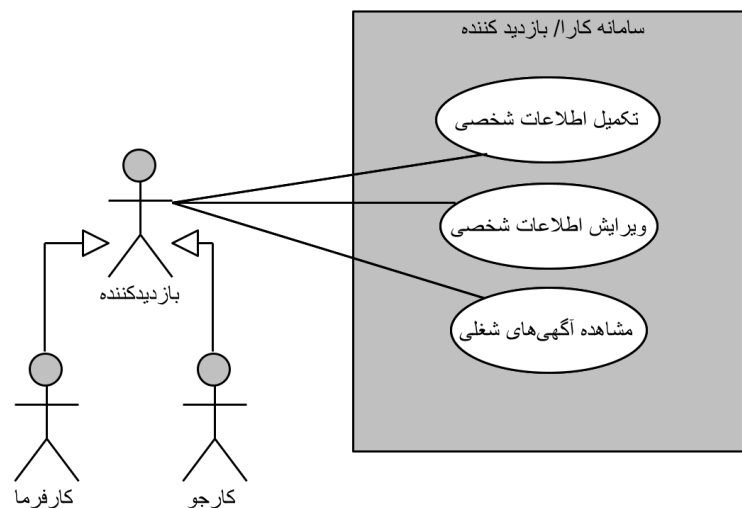 سامانه کارا/ بازدید کننده
تکمیل اطلاعات شخصی
ویرایش اطلاعات شخصی
مشاهده آگهی‌های شغلی
بازدیدکننده
کارجو
کارفرما